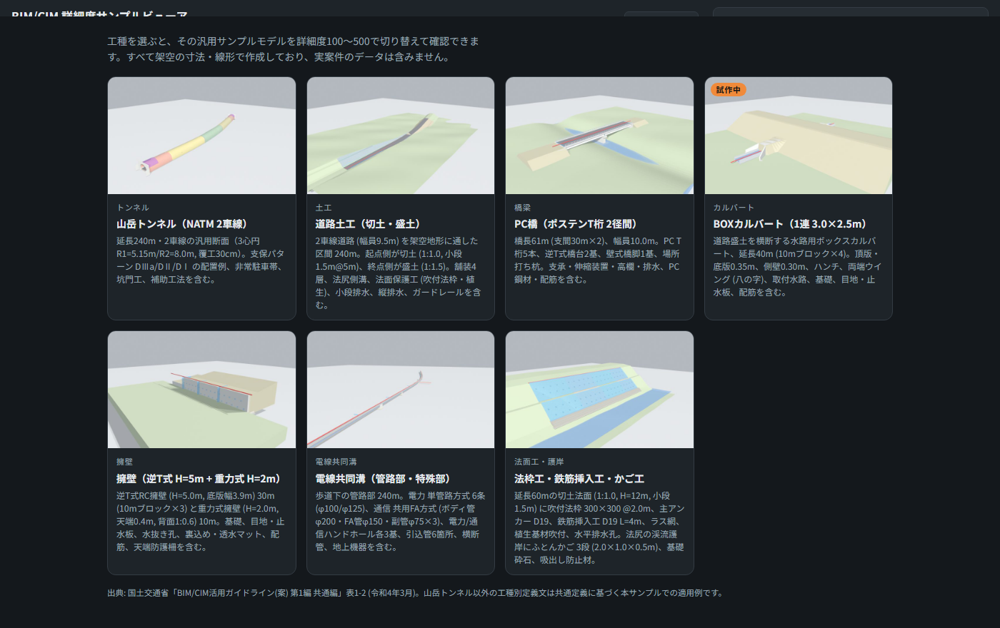 BIM/CIM 詳細度サンプルビューア
工種を選ぶと、その汎用サンプルモデルを詳細度100〜500で切り替えて確認できま
す。すべて架空の寸法・線形で作成しており、実案件のデータは含みません。
トンネル
山岳トンネル（NATM 2車線）
延長240m・2車線の汎用断面（3心円
R1=5.15m/R2=8.0m, 覆工30cm）。支保パタ
ーン DⅢa/DⅡ/DⅠ の配置例、非常駐車帯、
坑門工、補助工法を含む。
土工
道路土工（切土・盛土）
2車線道路 (幅員9.5m) を架空地形に通した
区間 240m。起点側が切土 (1:1.0, 小段
1.5m@5m)、終点側が盛土 (1:1.5)。舗装4
層、法尻側溝、法面保護工 (吹付法枠・植
生)、小段排水、縦排水、ガードレールを含
む。
橋梁
PC橋（ポステンT桁 2径間）
橋長61m (支間30m×2)、幅員10.0m。PC T
桁5本、逆T式橋台2基、壁式橋脚1基、場所
打ち杭。支承・伸縮装置・高欄・排水、PC
鋼材・配筋を含む。
試作中
カルバート
BOXカルバート（1連 3.0×2.5m）
道路盛土を横断する水路用ボックスカルバ
ート、延長40m (10mブロック×4)。頂版・
底版0.35m、側壁0.30m、ハンチ、両端ウイ
ング (八の字)、取付水路、基礎、目地・止
水板、配筋を含む。
擁壁
擁壁（逆T式 H=5m + 重力式 H=2m）
逆T式RC擁壁 (H=5.0m, 底版幅3.9m) 30m
(10mブロック×3) と重力式擁壁 (H=2.0m,
天端0.4m, 背面1:0.6) 10m。基礎、目地・止
水板、水抜き孔、裏込め・透水マット、配
筋、天端防護柵を含む。
電線共同溝
電線共同溝（管路部・特殊部）
歩道下の管路部 240m。電力 単管路方式 6条
(φ100/φ125)、通信 共用FA方式 (ボディ管
φ200・FA管φ150・副管φ75×3)、電力/通
信ハンドホール各3基、引込管6箇所、横断
管、地上機器を含む。
法面工・護岸
法枠工・鉄筋挿入工・かご工
延長60mの切土法面 (1:1.0, H=12m, 小段
1.5m) に吹付法枠 300×300 @2.0m、主アン
カー D19、鉄筋挿入工 D19 L=4m、ラス網、
植生基材吹付、水平排水孔。法尻の渓流護
岸にふとんかご 3段 (2.0×1.0×0.5m)、基礎
砕石、吸出し防止材。
出典: 国土交通省「BIM/CIM活用ガイドライン(案) 第1編 共通編」表1-2 (令和4年3月)。山岳トンネル以外の工種別定義文は共通定義に基づく本サンプルでの適用例です。